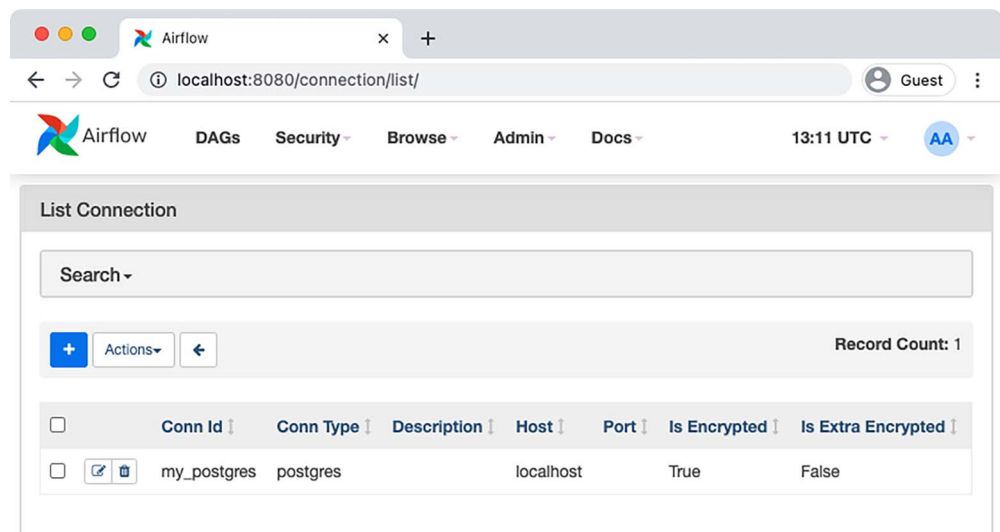 Airflow
localhost:8080/connection/list/ Guest
Airflow DAGs Security Browse Admin Docs 13:11 UTC AA
List Connection
Search
Actions Record Count: 1
Conn Id Conn Type Description Host Port Is Encrypted Is Extra Encrypted
my_postgres postgres localhost True False